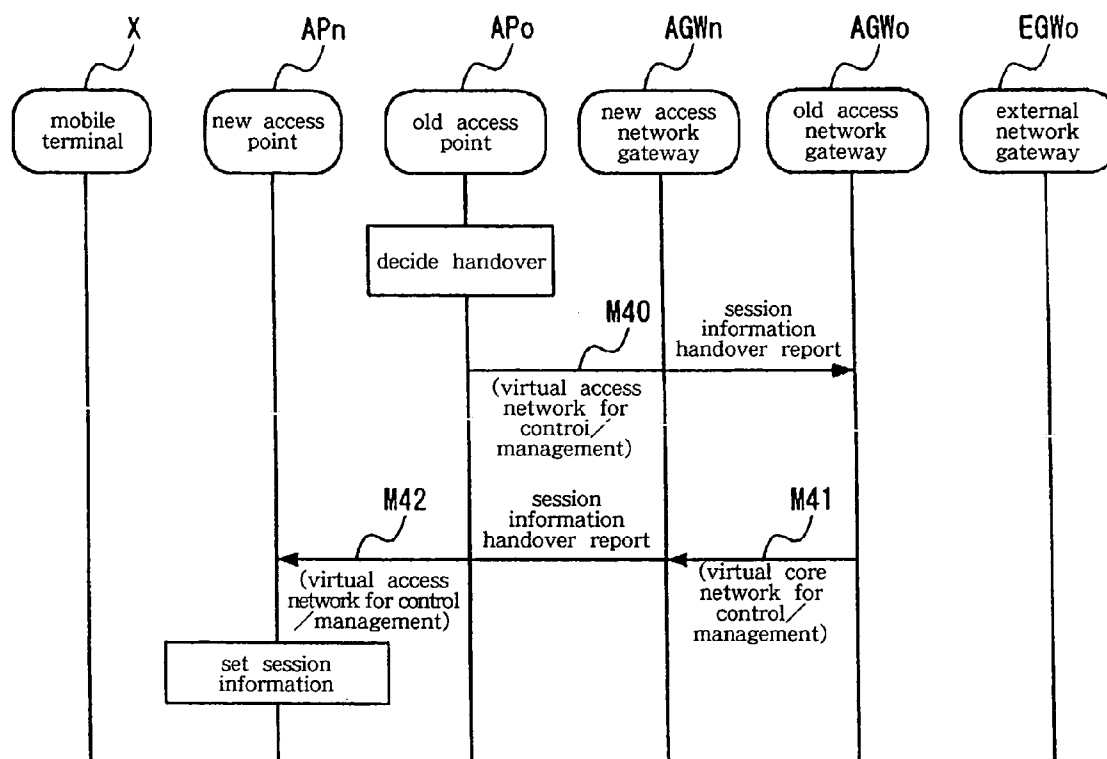 X
APn
APo
AGWn
AGWo
EGWo
mobile
terminal
new access
point
old access
point
new access
network
gateway
old access
network
gateway
external
network
gateway
decide handover
M40
session
information
handover report
(virtual access
network for
control/
management)
M42
session
information
handover report
M41
(virtual access
network for control
/management)
(virtual core
network for
control/
management)
set session
information